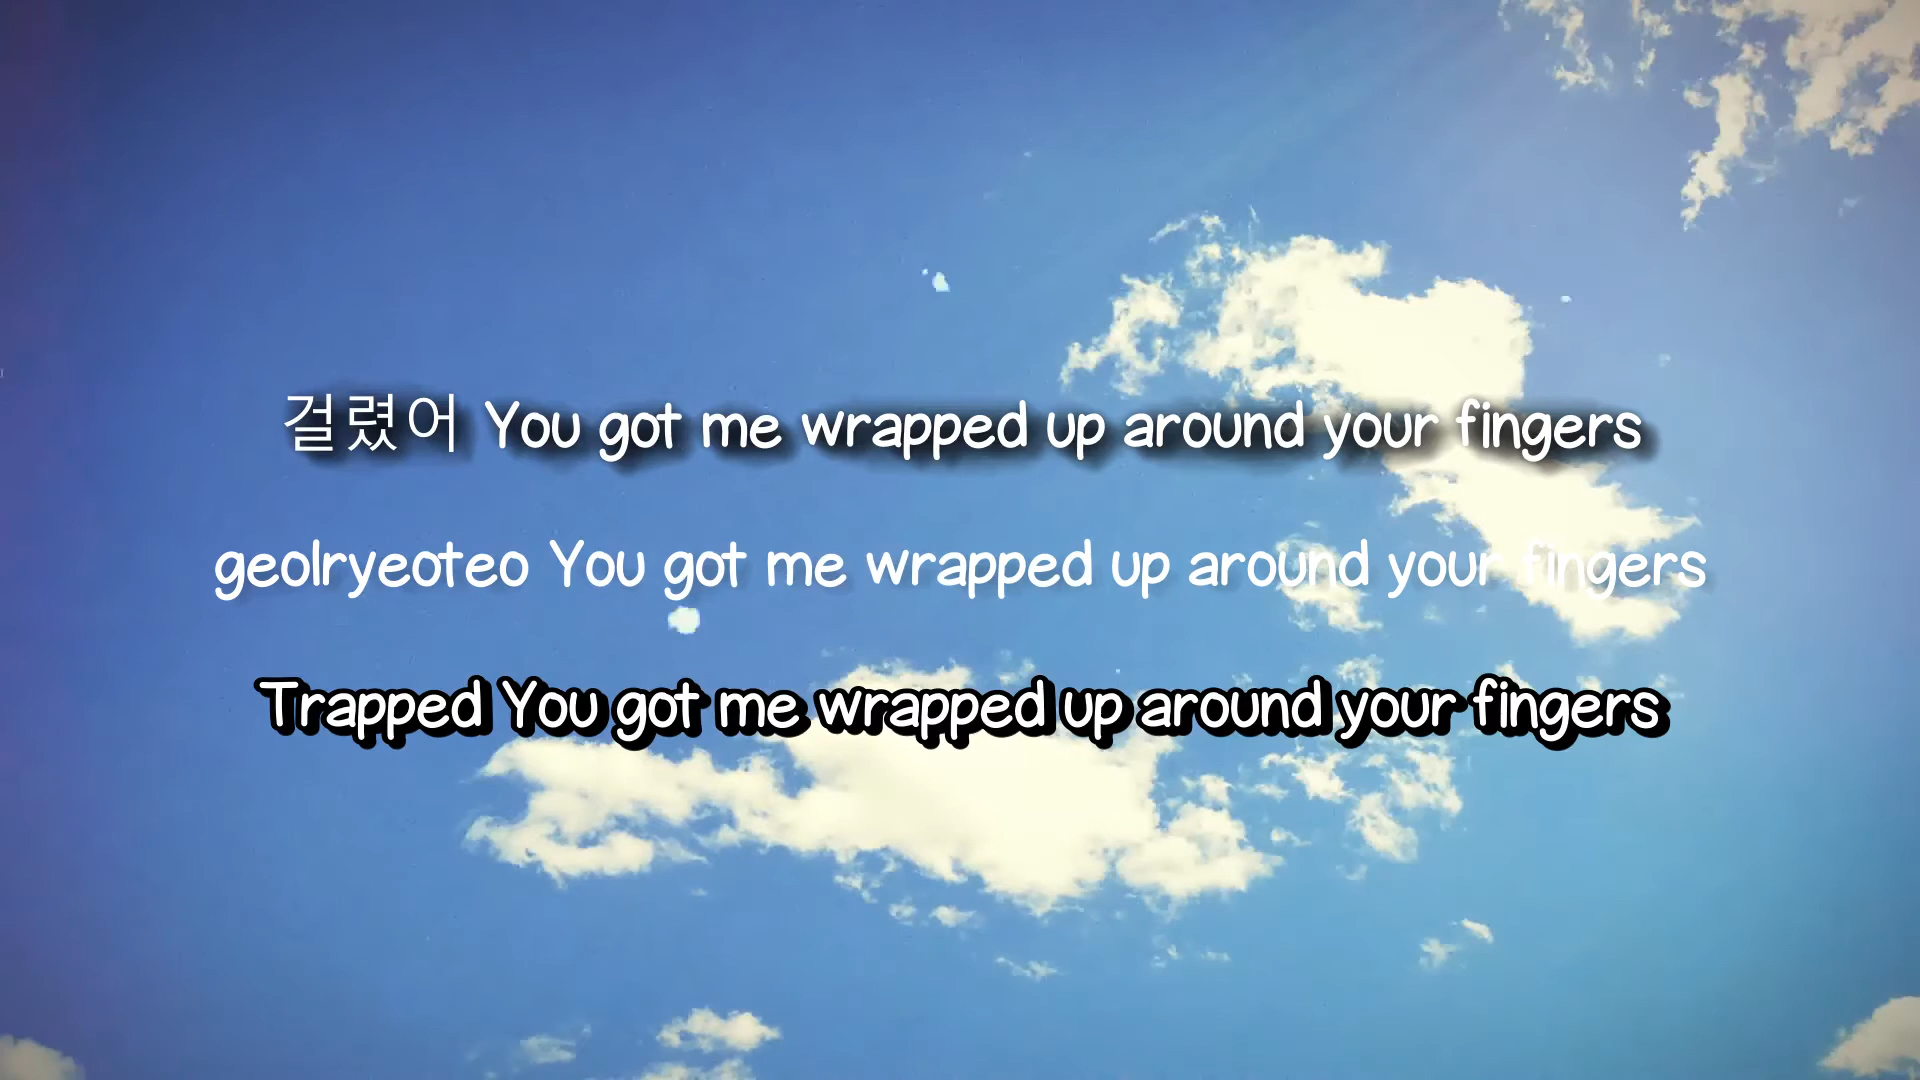 걸렸어 You got me wrapped up around your fingers
geolryeoteo You got me wrapped up around your fingers
Trapped You got me wrapped up around your fingers